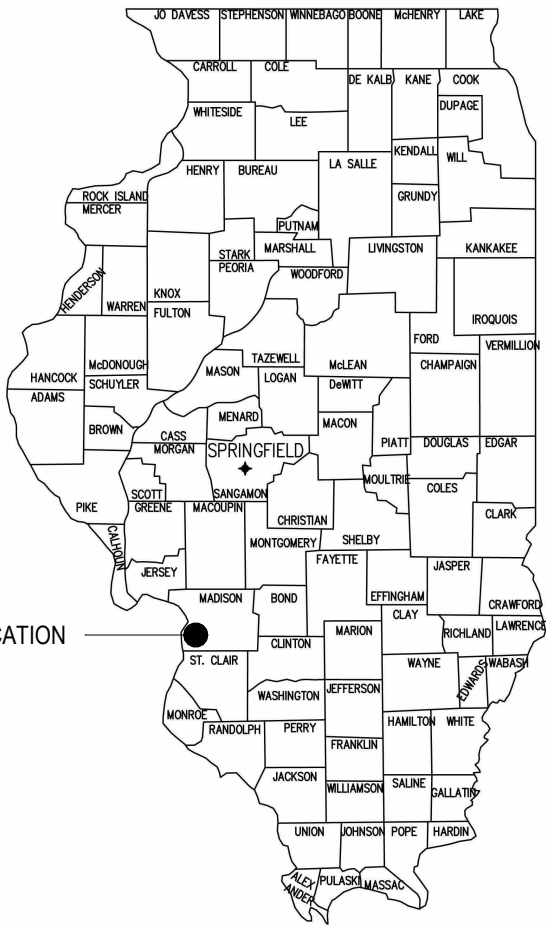 JO DAVESS STEPHENSON WINNEBAGO BOONE McHENRY LAKE
CARROLL COLE
DE KALB KANE COOK
WHITESIDE LEE DUPAGE
HENRY BUREAU LA SALLE KENDALL WILL
ROCK ISLAND GRUNDY
MERCER
PUTNAM
STARK MARSHALL LIVINGSTON KANKAKEE
PEORIA WOODFORD
HENDERSON WARREN KNOX
FULTON IROQUOIS
FORD VERMILLION
McDONOUGH TAZEWELL McLEAN CHAMPAIGN
HANCOCK MASON LOGAN
ADAMS SCHUYLER DeWITT
MENARD MACON
BROWN CASS PIATT DOUGLAS EDGAR
MORGAN SPRINGFIELD
MOULTRIE COLES
PIKE SCOTT SANGAMON
GREENE MACOUPIN CHRISTIAN CLARK
CALHOUN MONTGOMERY SHELBY
FAYETTE JASPER
JERSEY
MADISON BOND EFFINGHAM CRAWFORD
CLAY
CATION MARION RICHLAND LAWRENCE
CLINTON
ST. CLAIR WAYNE EDWARDS WABASH
WASHINGTON JEFFERSON
MONROE
RANDOLPH PERRY HAMILTON WHITE
FRANKLIN
JACKSON WILLIAMSON SALINE GALLATIN
UNION JOHNSON POPE HARDIN
ALEX
ANDER PULASKI MASSAC